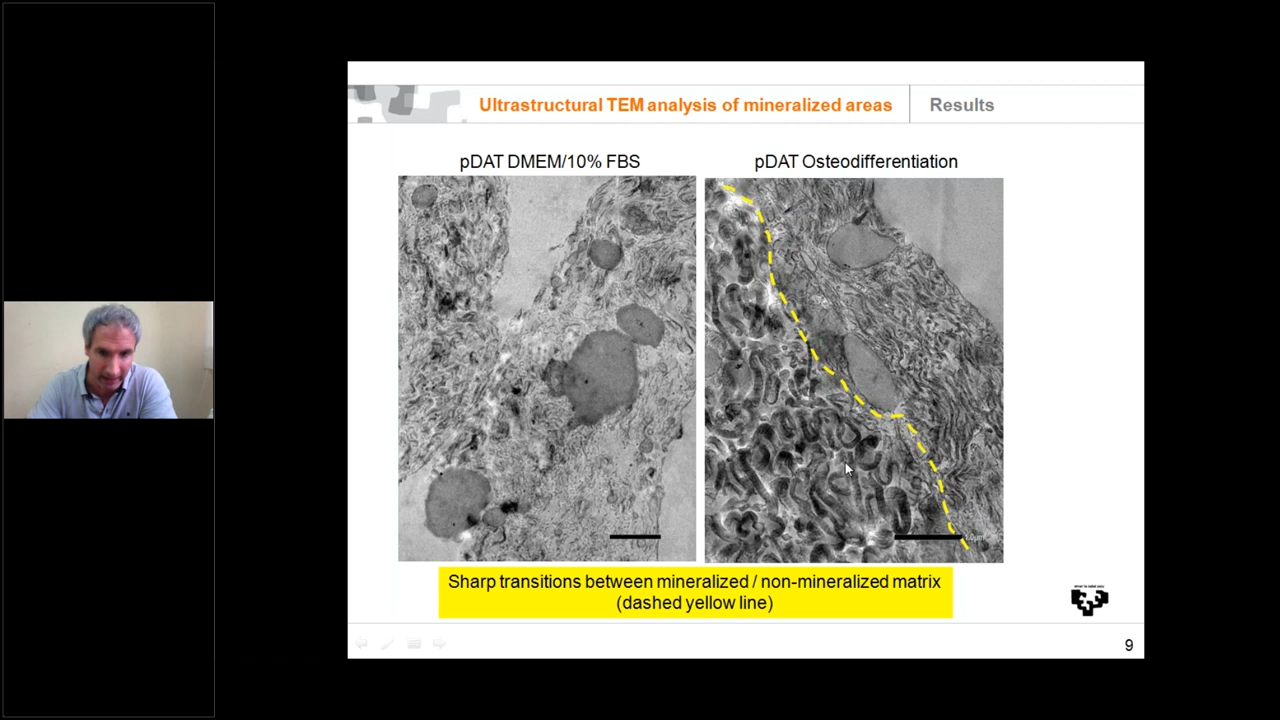 Ultrastructural TEM analysis of mineralized areas
Results
pDAT DMEM/10% FBS
pDAT Osteodifferentiation
Sharp transitions between mineralized / non-mineralized matrix
(dashed yellow line)
9